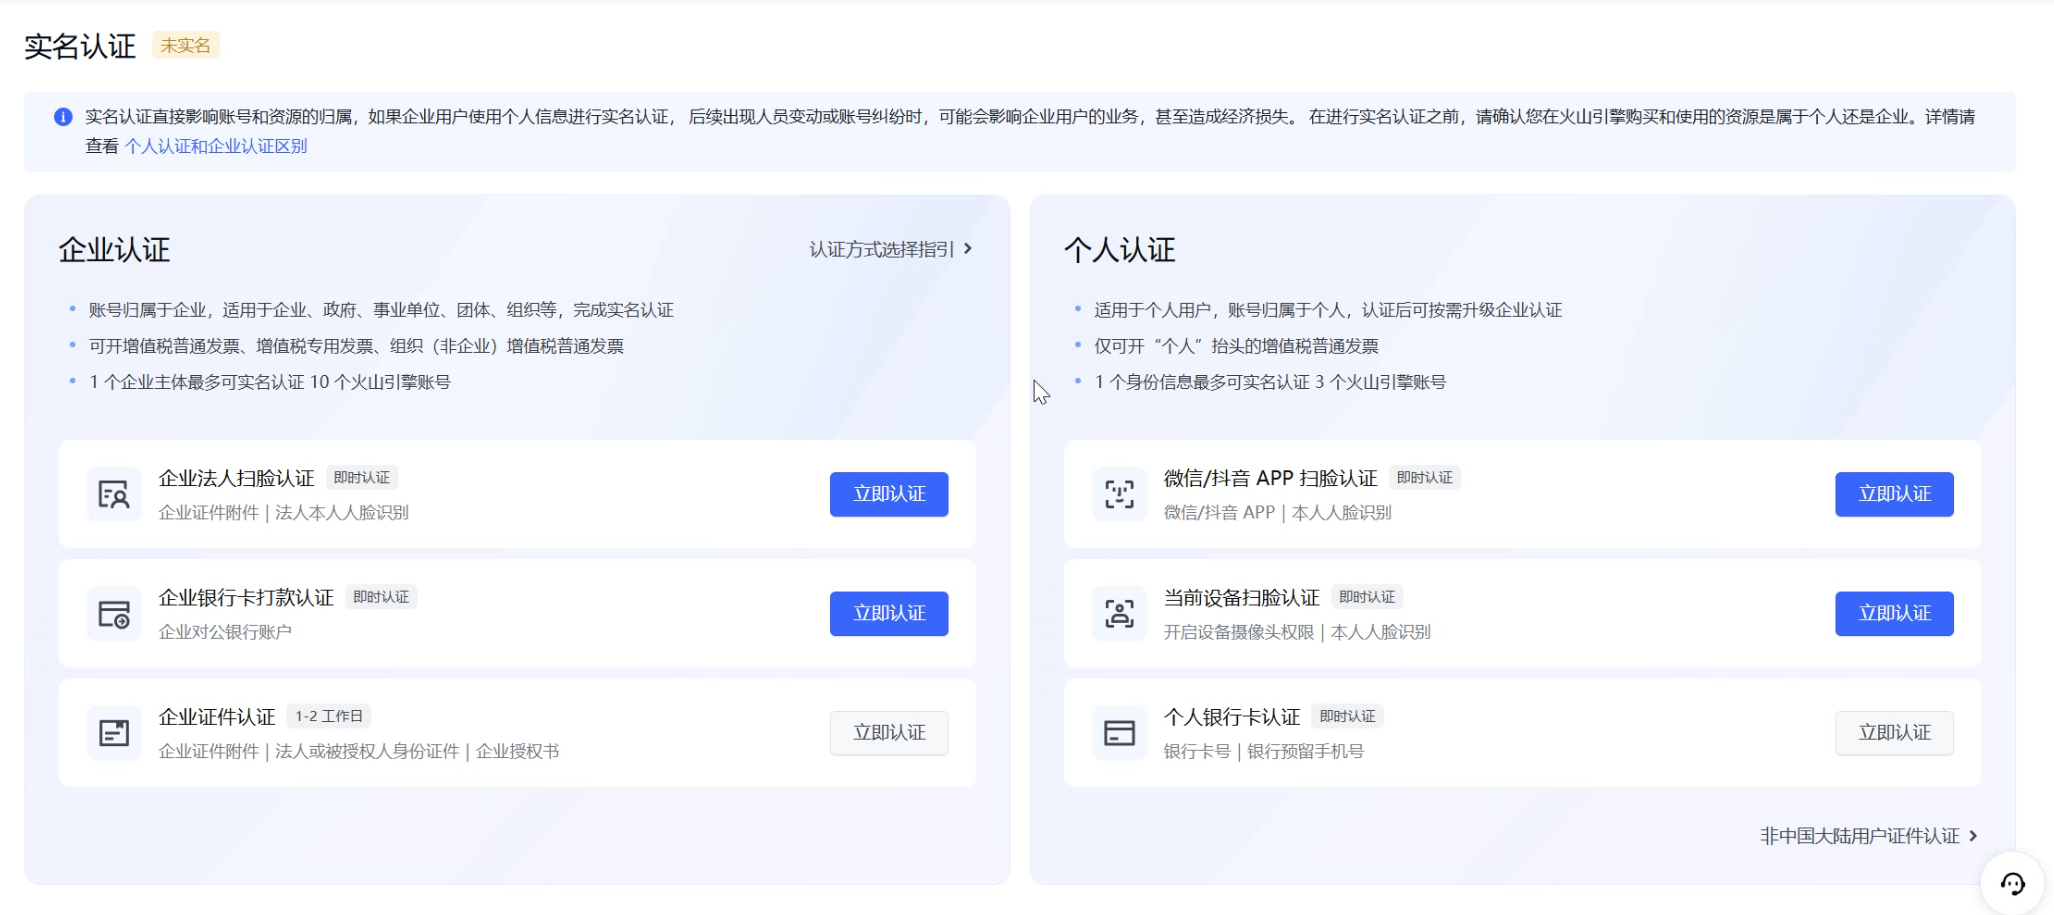 实名认证 未实名
实名认证直接影响账号和资源的归属，如果企业用户使用个人信息进行实名认证， 后续出现人员变动或账号纠纷时，可能会影响企业用户的业务，甚至造成经济损失。 在进行实名认证之前，请确认您在火山引擎购买和使用的资源是属于个人还是企业。详情请
查看 个人认证和企业认证区别
企业认证 认证方式选择指引
账号归属于企业，适用于企业、政府、事业单位、团体、组织等，完成实名认证
可开增值税普通发票、增值税专用发票、组织（非企业）增值税普通发票
1 个企业主体最多可实名认证 10 个火山引擎账号
企业法人扫脸认证 即时认证
企业证件附件 | 法人本人人脸识别
立即认证
企业银行卡打款认证 即时认证
企业对公银行账户
立即认证
企业证件认证 1-2 工作日
企业证件附件 | 法人或被授权人身份证件 | 企业授权书
立即认证
个人认证
适用于个人用户，账号归属于个人，认证后可按需升级企业认证
仅可开“个人”抬头的增值税普通发票
1 个身份信息最多可实名认证 3 个火山引擎账号
微信/抖音 APP 扫脸认证 即时认证
微信/抖音 APP | 本人人脸识别
立即认证
当前设备扫脸认证 即时认证
开启设备摄像头权限 | 本人人脸识别
立即认证
个人银行卡认证 即时认证
银行卡号 | 银行预留手机号
立即认证
非中国大陆用户证件认证